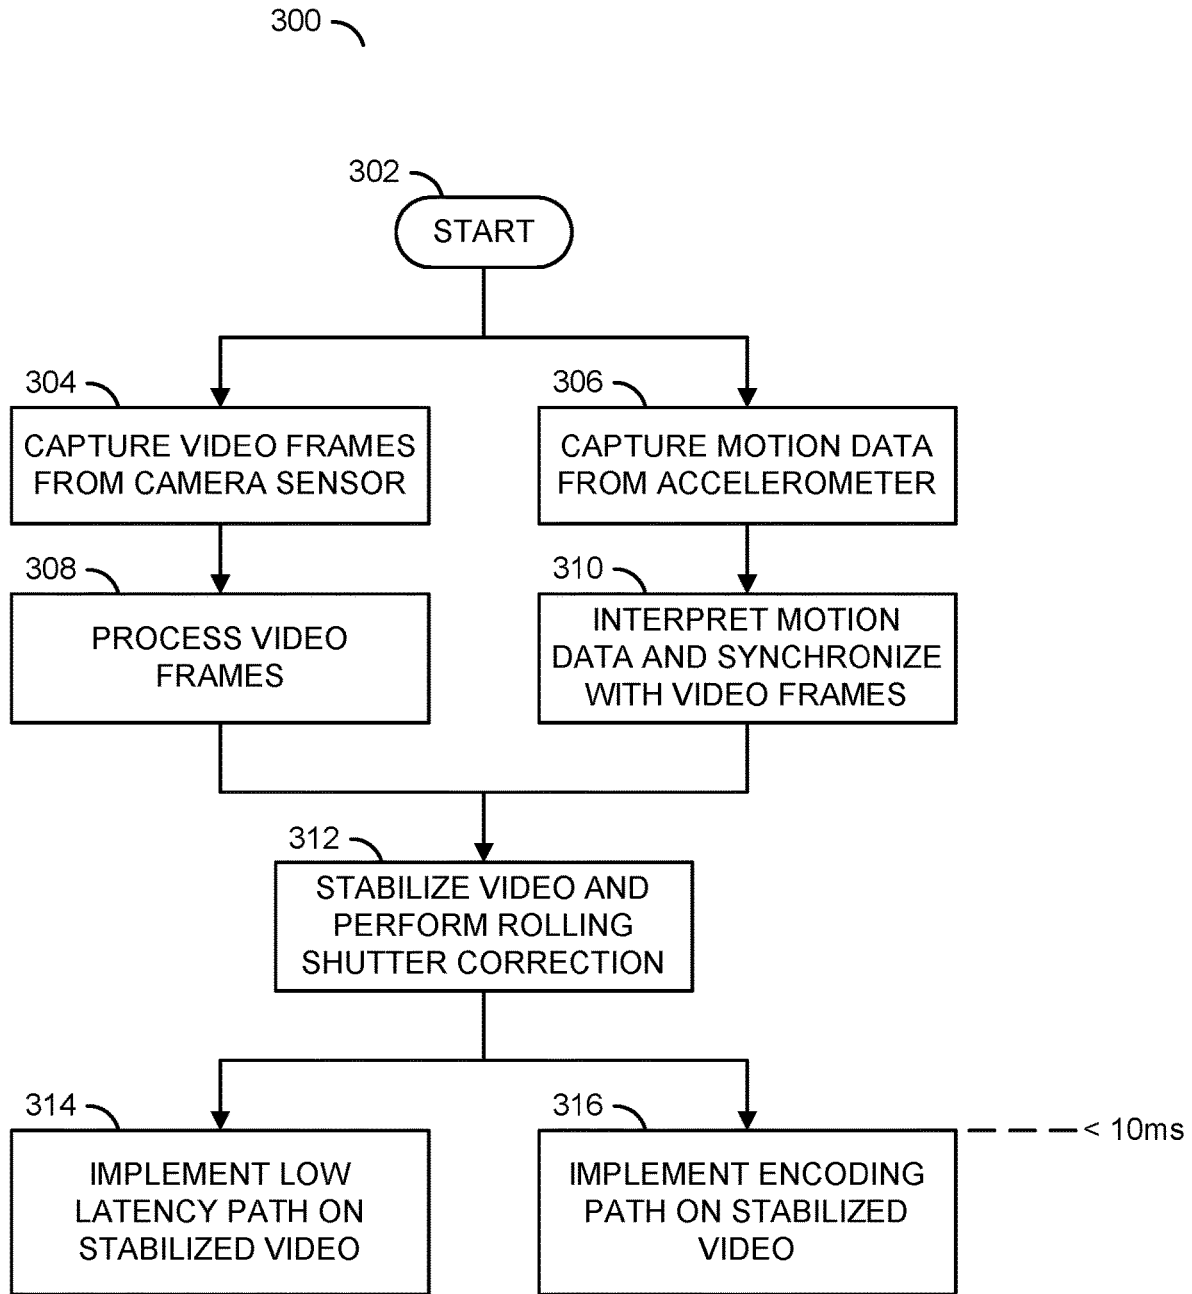 300
302
START
304
CAPTURE VIDEO FRAMES
FROM CAMERA SENSOR
306
CAPTURE MOTION DATA
FROM ACCELEROMETER
308
PROCESS VIDEO
FRAMES
310
INTERPRET MOTION
DATA AND SYNCHRONIZE
WITH VIDEO FRAMES
312
STABILIZE VIDEO AND
PERFORM ROLLING
SHUTTER CORRECTION
314
IMPLEMENT LOW
LATENCY PATH ON
STABILIZED VIDEO
316
IMPLEMENT ENCODING
PATH ON STABILIZED
VIDEO
< 10ms